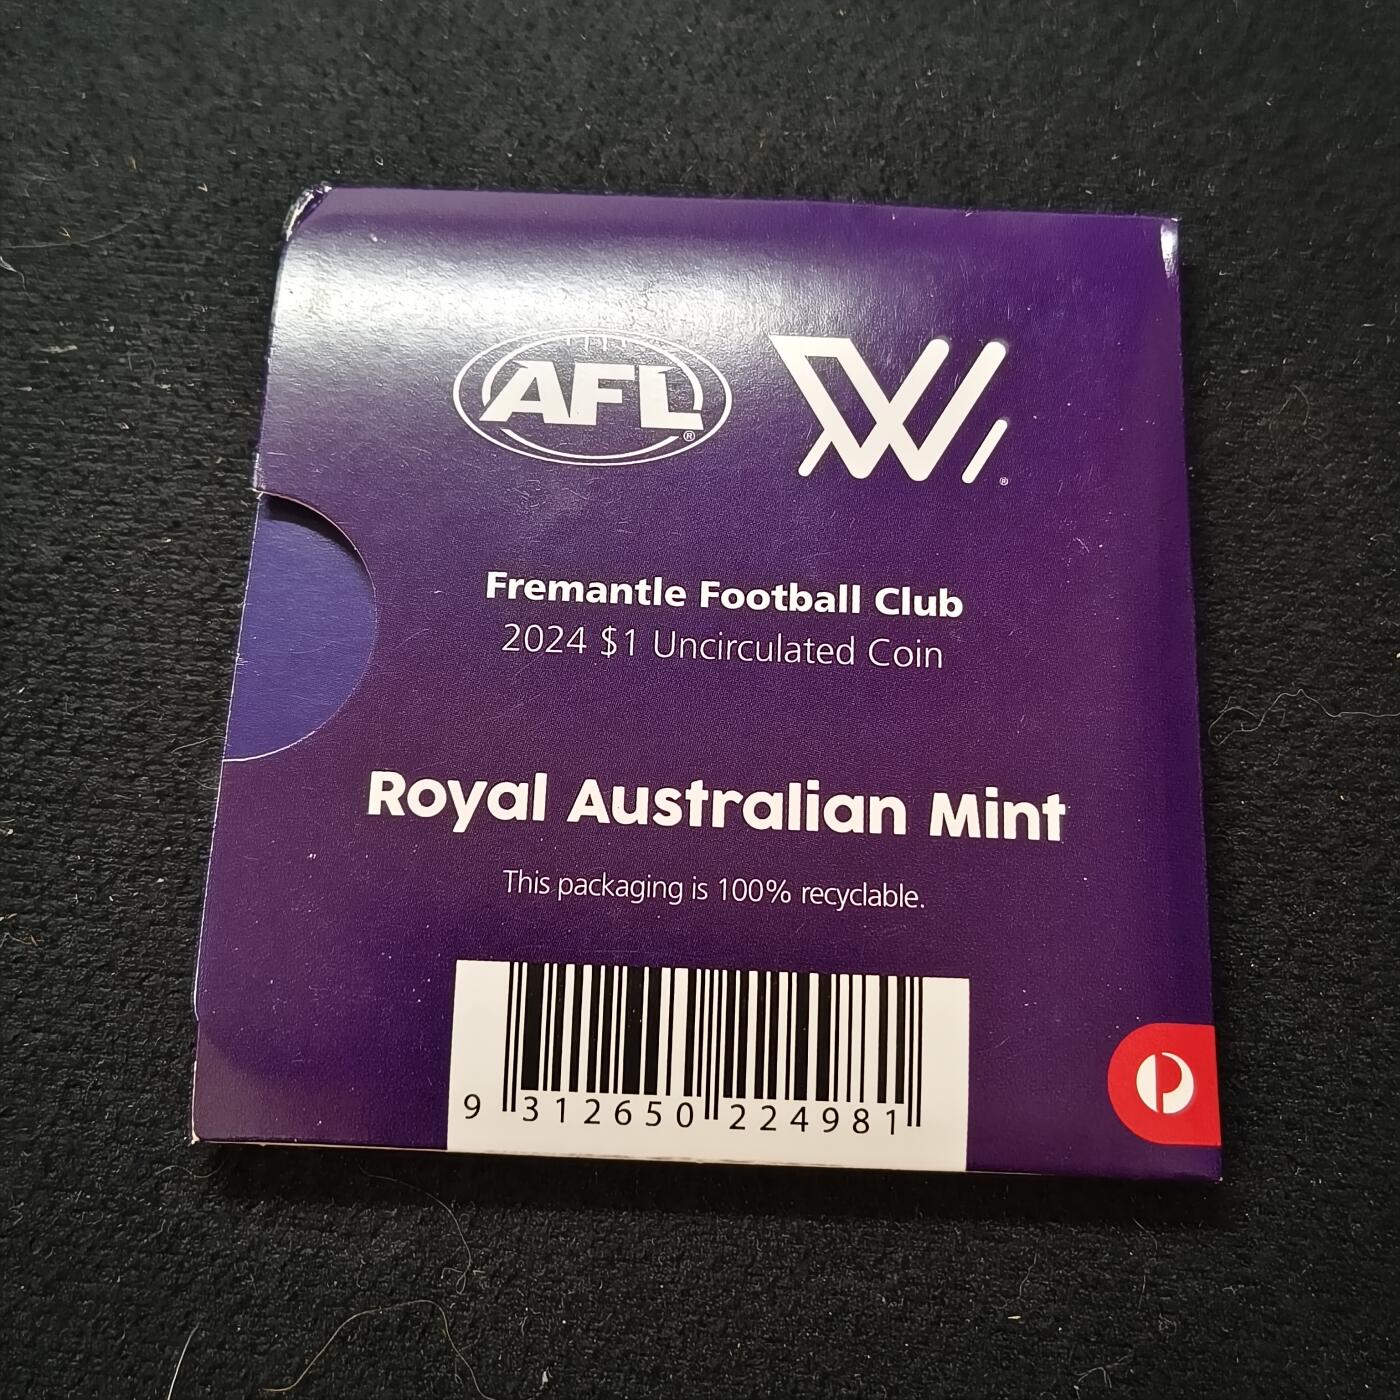 AFL
W
Fremantle Football Club
2024 $1 Uncirculated Coin
Royal Australian Mint
This packaging is 100% recyclable.
9 312650 224981